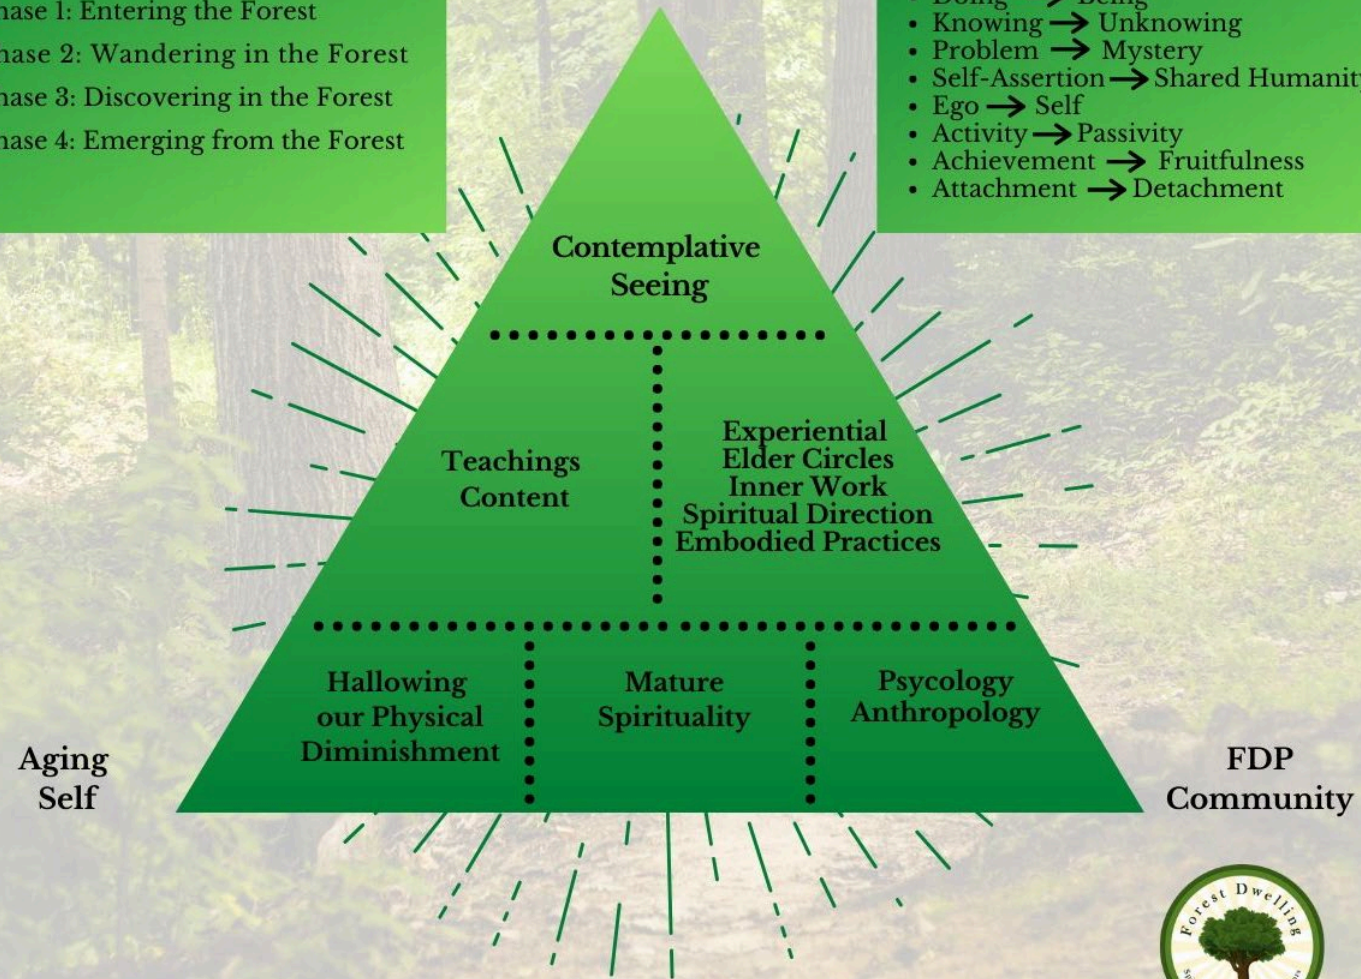 hase 1: Entering the Forest
hase 2: Wandering in the Forest
hase 3: Discovering in the Forest
hase 4: Emerging from the Forest
Doing → Being
• Knowing → Unknowing
• Problem → Mystery
• Self-Assertion → Shared Humanity
• Ego → Self
• Activity → Passivity
• Achievement → Fruitfulness
• Attachment → Detachment
Contemplative
Seeing
Teachings
Content
Experiential
Elder Circles
Inner Work
Spiritual Direction
Embodied Practices
Hallowing
our Physical
Diminishment
Mature
Spirituality
Psycology
Anthropology
Aging
Self
FDP
Community
Forest Dwelling